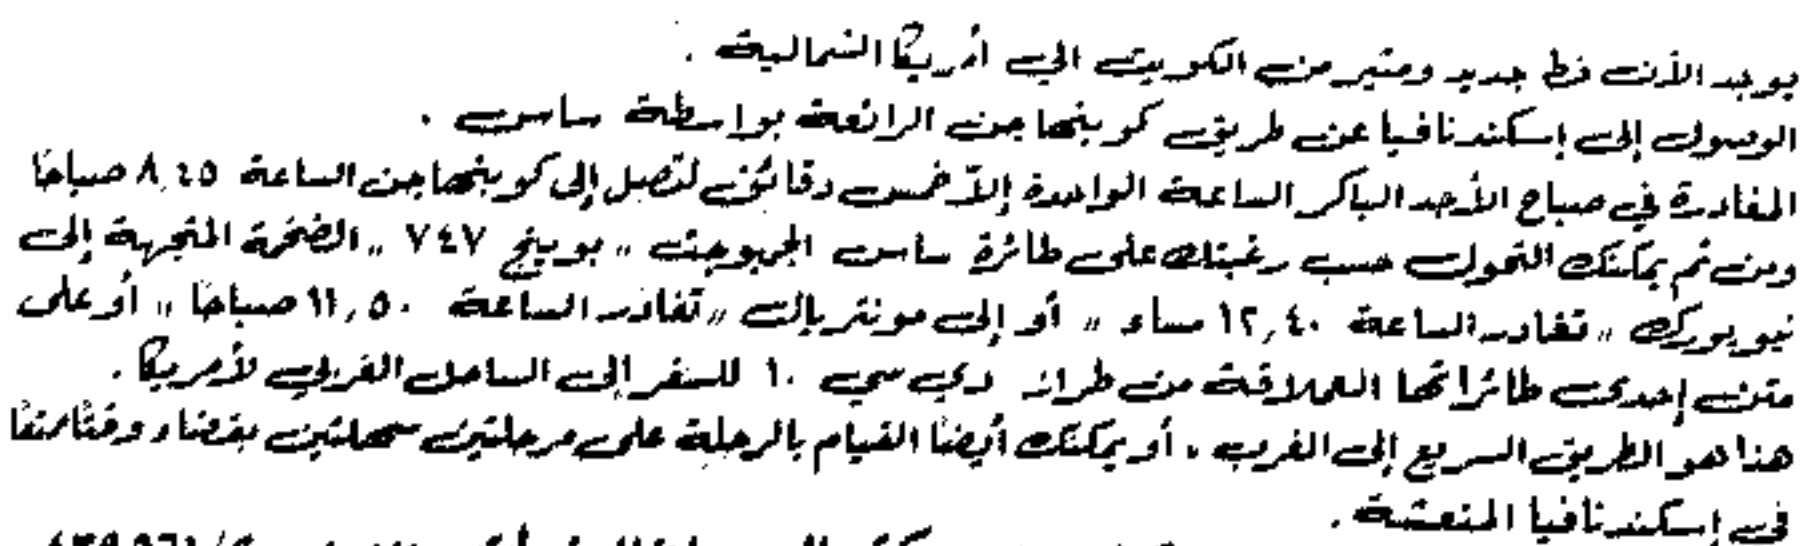 يوجد الآن خط جديد ومثير من الكويت الى أمريكا الشمالية .
الوصول إلى إسكندنافيا عن طريق كوبنهاجن الرائعة بواسطة ساس .
المغادرة في صباح الأحد الباكر الساعة الواحدة إلاّ خمس دقائق لتصل إلى كوبنهاجن الساعة ٨,٤٥ صباحًا
ومن ثم يمكنك التحول حسب رغبتك على طائرة ساس الجمبوجت " بوينج ٧٤٧ " الضخمة المتجهة إلى
نيويورك " تغادر الساعة ١٢,٤٠ مساء " أو إلى مونتريال " تغادر الساعة ١١,٥٠ صباحًا " أو على
متن إحدى طائراتها العملاقة من طراز دي سي ١٠ للسفر إلى الساحل الغربي لأمريكا .
هذا هو الطريق السريع إلى الغرب . أو يمكنك أيضًا القيام بالرحلة على مرحلتين سهلتين بقضاء وقتًا ممتعًا
في إسكندنافيا المنعشة .